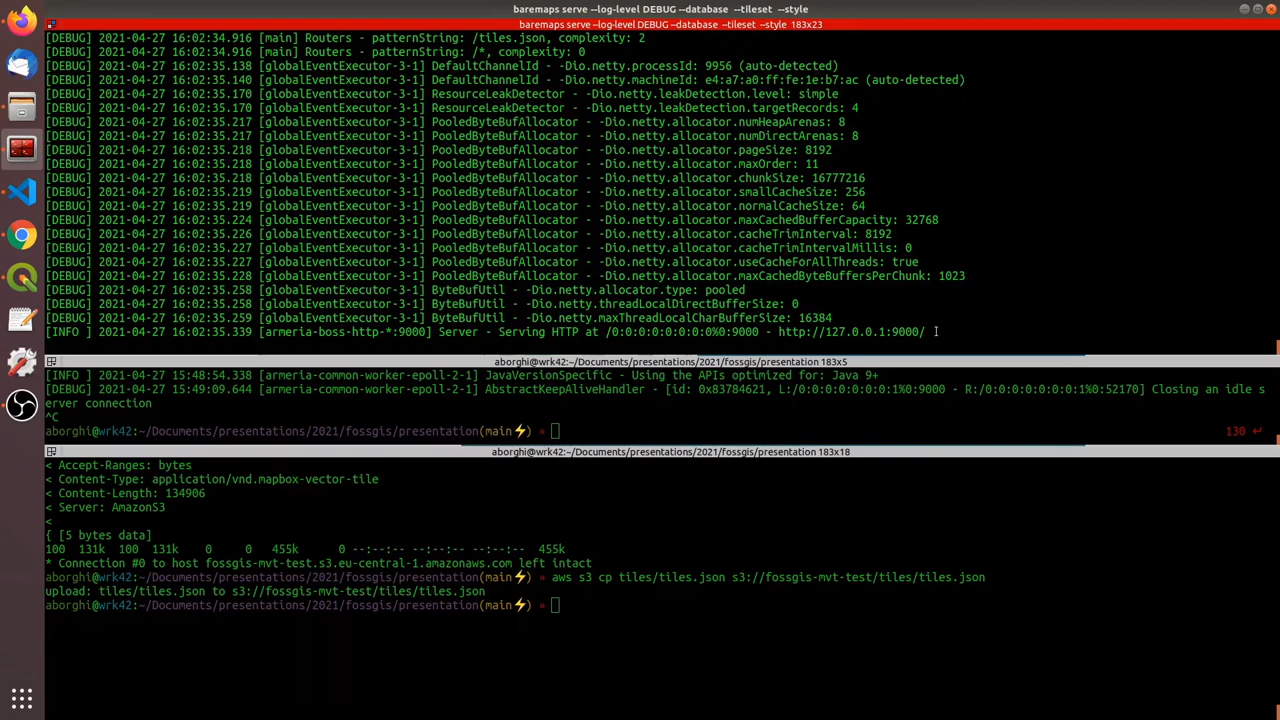 baremaps serve --log-level DEBUG --database --tileset --style
baremaps serve --log-level DEBUG --database --tileset --style 183x23
[DEBUG] 2021-04-27 16:02:34.916 [main] Routers - patternString: /tiles.json, complexity: 2
[DEBUG] 2021-04-27 16:02:34.916 [main] Routers - patternString: /*, complexity: 0
[DEBUG] 2021-04-27 16:02:35.138 [globalEventExecutor-3-1] DefaultChannelId - -Dio.netty.processId: 9956 (auto-detected)
[DEBUG] 2021-04-27 16:02:35.140 [globalEventExecutor-3-1] DefaultChannelId - -Dio.netty.machineId: e4:a7:a0:ff:fe:1e:b7:ac (auto-detected)
[DEBUG] 2021-04-27 16:02:35.170 [globalEventExecutor-3-1] ResourceLeakDetector - -Dio.netty.leakDetection.level: simple
[DEBUG] 2021-04-27 16:02:35.170 [globalEventExecutor-3-1] ResourceLeakDetector - -Dio.netty.leakDetection.targetRecords: 4
[DEBUG] 2021-04-27 16:02:35.217 [globalEventExecutor-3-1] PooledByteBufAllocator - -Dio.netty.allocator.numHeapArenas: 8
[DEBUG] 2021-04-27 16:02:35.217 [globalEventExecutor-3-1] PooledByteBufAllocator - -Dio.netty.allocator.numDirectArenas: 8
[DEBUG] 2021-04-27 16:02:35.218 [globalEventExecutor-3-1] PooledByteBufAllocator - -Dio.netty.allocator.pageSize: 8192
[DEBUG] 2021-04-27 16:02:35.218 [globalEventExecutor-3-1] PooledByteBufAllocator - -Dio.netty.allocator.maxOrder: 11
[DEBUG] 2021-04-27 16:02:35.218 [globalEventExecutor-3-1] PooledByteBufAllocator - -Dio.netty.allocator.chunkSize: 16777216
[DEBUG] 2021-04-27 16:02:35.219 [globalEventExecutor-3-1] PooledByteBufAllocator - -Dio.netty.allocator.smallCacheSize: 256
[DEBUG] 2021-04-27 16:02:35.219 [globalEventExecutor-3-1] PooledByteBufAllocator - -Dio.netty.allocator.normalCacheSize: 64
[DEBUG] 2021-04-27 16:02:35.224 [globalEventExecutor-3-1] PooledByteBufAllocator - -Dio.netty.allocator.maxCachedBufferCapacity: 32768
[DEBUG] 2021-04-27 16:02:35.226 [globalEventExecutor-3-1] PooledByteBufAllocator - -Dio.netty.allocator.cacheTrimInterval: 8192
[DEBUG] 2021-04-27 16:02:35.227 [globalEventExecutor-3-1] PooledByteBufAllocator - -Dio.netty.allocator.cacheTrimIntervalMillis: 0
[DEBUG] 2021-04-27 16:02:35.227 [globalEventExecutor-3-1] PooledByteBufAllocator - -Dio.netty.allocator.useCacheForAllThreads: true
[DEBUG] 2021-04-27 16:02:35.228 [globalEventExecutor-3-1] PooledByteBufAllocator - -Dio.netty.allocator.maxCachedByteBuffersPerChunk: 1023
[DEBUG] 2021-04-27 16:02:35.258 [globalEventExecutor-3-1] ByteBufUtil - -Dio.netty.allocator.type: pooled
[DEBUG] 2021-04-27 16:02:35.258 [globalEventExecutor-3-1] ByteBufUtil - -Dio.netty.threadLocalDirectBufferSize: 0
[DEBUG] 2021-04-27 16:02:35.259 [globalEventExecutor-3-1] ByteBufUtil - -Dio.netty.maxThreadLocalCharBufferSize: 16384
[INFO ] 2021-04-27 16:02:35.339 [armeria-boss-http-*:9000] Server - Serving HTTP at /0:0:0:0:0:0:0:0%0:9000 - http://127.0.0.1:9000/
aborghi@wrk42:~/Documents/presentations/2021/fossgis/presentation 183x5
[INFO ] 2021-04-27 15:48:54.338 [armeria-common-worker-epoll-2-1] JavaVersionSpecific - Using the APIs optimized for: Java 9+
[DEBUG] 2021-04-27 15:49:09.644 [armeria-common-worker-epoll-2-1] AbstractKeepAliveHandler - [id: 0x83784621, L:/0:0:0:0:0:0:0:1%0:9000 - R:/0:0:0:0:0:0:0:1%0:52170] Closing an idle s
erver connection
^C
aborghi@wrk42:~/Documents/presentations/2021/fossgis/presentation(main⚡) » 130 ↵
aborghi@wrk42:~/Documents/presentations/2021/fossgis/presentation 183x18
< Accept-Ranges: bytes
< Content-Type: application/vnd.mapbox-vector-tile
< Content-Length: 134906
< Server: AmazonS3
<
{ [5 bytes data]
100 131k 100 131k 0 0 455k 0 --:--:-- --:--:-- --:--:-- 455k
* Connection #0 to host fossgis-mvt-test.s3.eu-central-1.amazonaws.com left intact
aborghi@wrk42:~/Documents/presentations/2021/fossgis/presentation(main⚡) » aws s3 cp tiles/tiles.json s3://fossgis-mvt-test/tiles/tiles.json
upload: tiles/tiles.json to s3://fossgis-mvt-test/tiles/tiles.json
aborghi@wrk42:~/Documents/presentations/2021/fossgis/presentation(main⚡) »